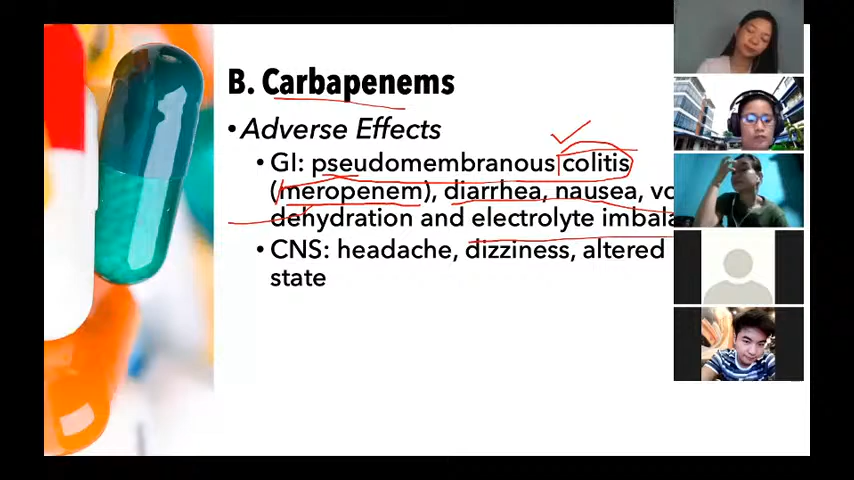 B. Carbapenems
•Adverse Effects
• GI: pseudomembranous colitis
(meropenem), diarrhea, nausea,
dehydration and electrolyte
• CNS: headache, dizziness, altered
state